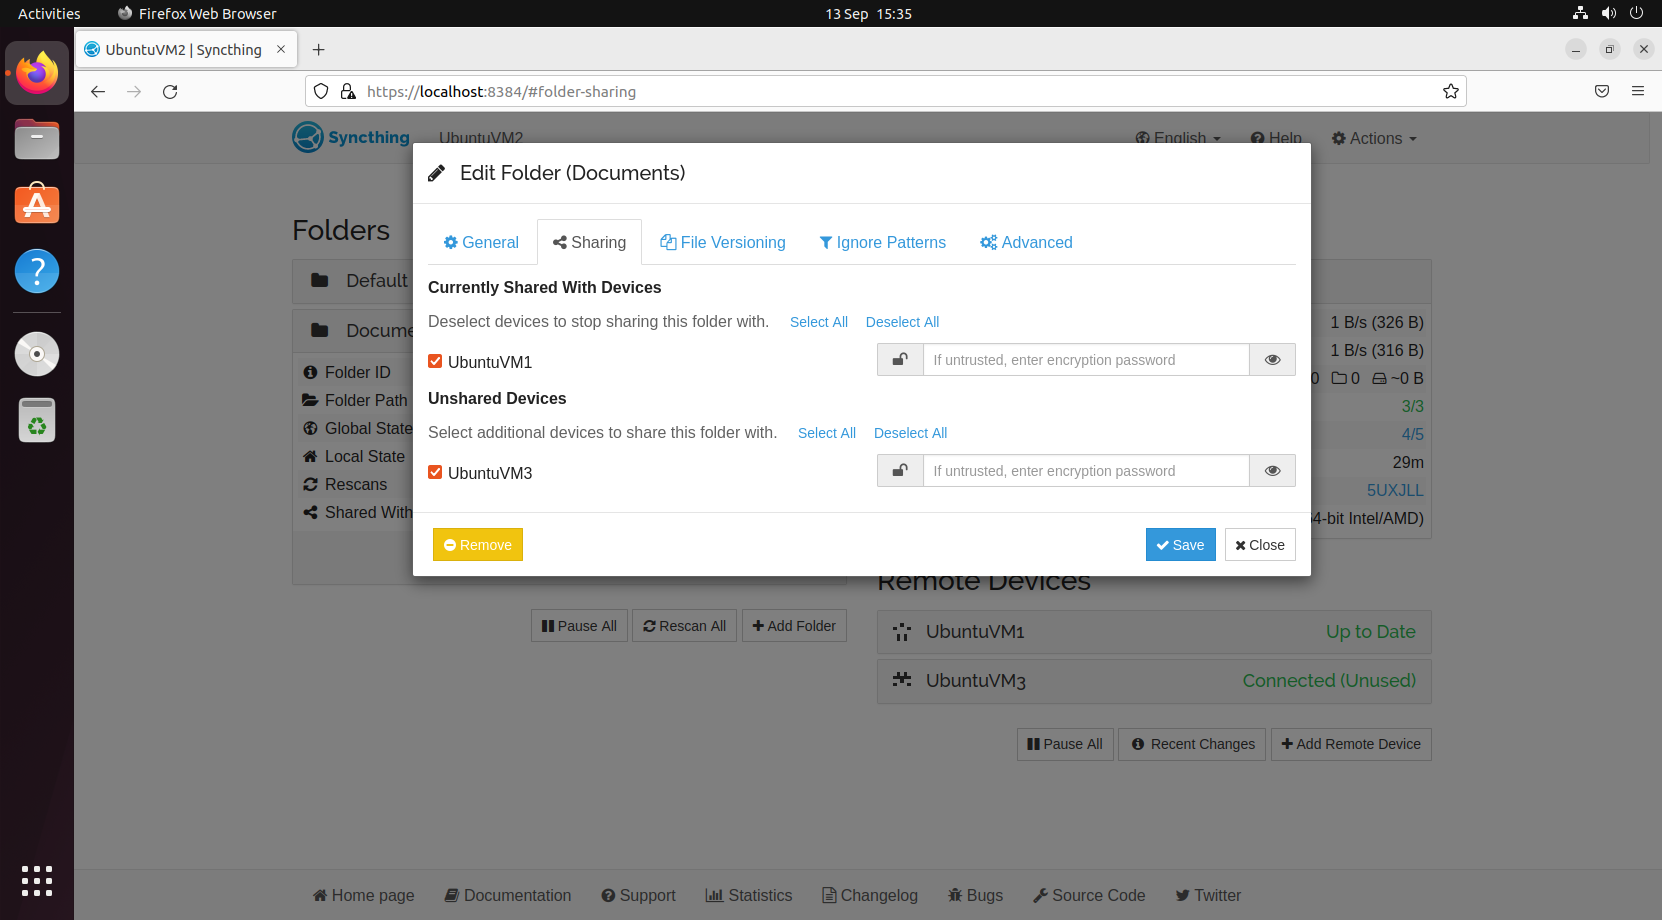 Activities
Firefox Web Browser
13 Sep 15:35
UbuntuVM2 | Syncthing
https://localhost:8384/#folder-sharing
Syncthing
UbuntuVM2
English
Help
Actions
Edit Folder (Documents)
General
Sharing
File Versioning
Ignore Patterns
Advanced
Currently Shared With Devices
Deselect devices to stop sharing this folder with. Select All Deselect All
UbuntuVM1
If untrusted, enter encryption password
Unshared Devices
Select additional devices to share this folder with. Select All Deselect All
UbuntuVM3
If untrusted, enter encryption password
Remove
Save
Close
Folders
Default
Docume
Folder ID
Folder Path
Global State
Local State
Rescans
Shared With
Pause All
Rescan All
Add Folder
1 B/s (326 B)
1 B/s (316 B)
0 0 ~0 B
3/3
4/5
29m
5UXJLL
64-bit Intel/AMD)
Remote Devices
UbuntuVM1
Up to Date
UbuntuVM3
Connected (Unused)
Pause All
Recent Changes
Add Remote Device
Home page
Documentation
Support
Statistics
Changelog
Bugs
Source Code
Twitter